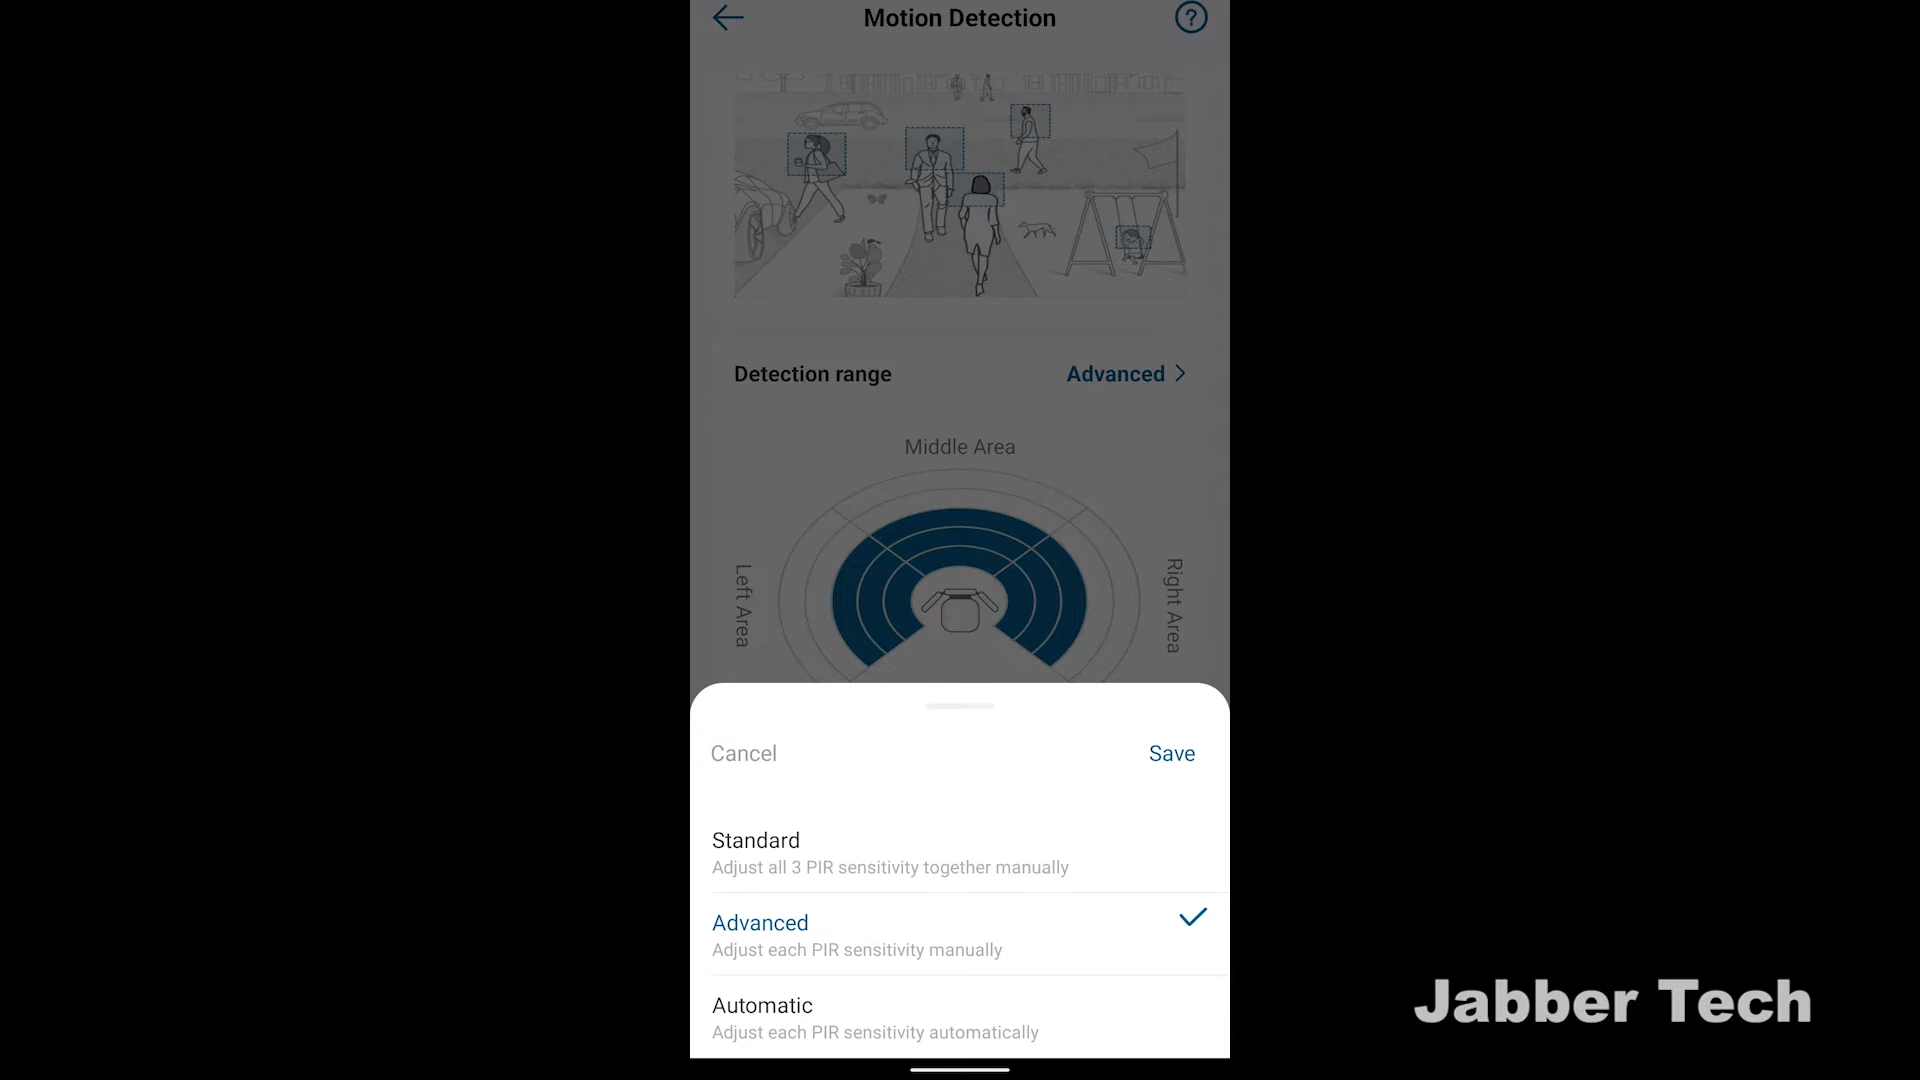 Motion Detection
?
Detection range
Advanced
Middle Area
Left Area
Right Area
Cancel
Save
Standard
Adjust all 3 PIR sensitivity together manually
Advanced
Adjust each PIR sensitivity manually
Automatic
Adjust each PIR sensitivity automatically
Jabber Tech